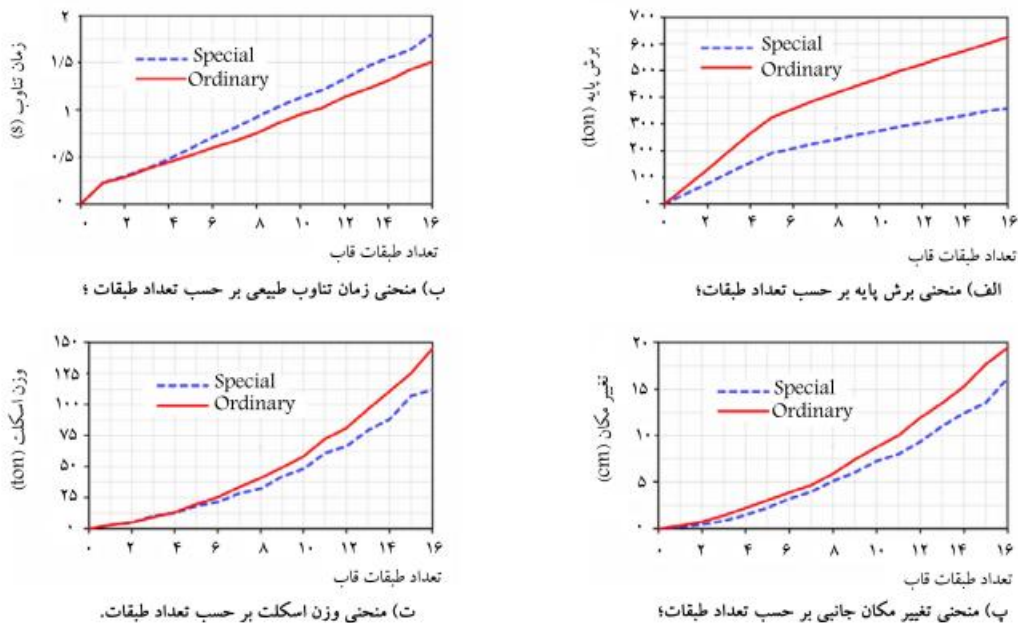 ۷۰۰
۶۰۰
۵۰۰
۴۰۰
۳۰۰
۲۰۰
۱۰۰
۰
برش پایه (ton)
Special
Ordinary
۰ ۲ ۴ ۶ ۸ ۱۰ ۱۲ ۱۴ ۱۶
تعداد طبقات قاب
الف) منحنی برش پایه بر حسب تعداد طبقات؛
۲
۱/۵
۱
۰/۵
۰
زمان تناوب (s)
Special
Ordinary
۰ ۲ ۴ ۶ ۸ ۱۰ ۱۲ ۱۴ ۱۶
تعداد طبقات قاب
ب) منحنی زمان تناوب طبیعی بر حسب تعداد طبقات ؛
۲۰
۱۵
۱۰
۵
۰
تغییر مکان (cm)
Special
Ordinary
۰ ۲ ۴ ۶ ۸ ۱۰ ۱۲ ۱۴ ۱۶
تعداد طبقات قاب
پ) منحنی تغییر مکان جانبی بر حسب تعداد طبقات؛
۱۵۰
۱۲۵
۱۰۰
۷۵
۵۰
۲۵
۰
وزن اسکلت (ton)
Special
Ordinary
۰ ۲ ۴ ۶ ۸ ۱۰ ۱۲ ۱۴ ۱۶
تعداد طبقات قاب
ت) منحنی وزن اسکلت بر حسب تعداد طبقات.